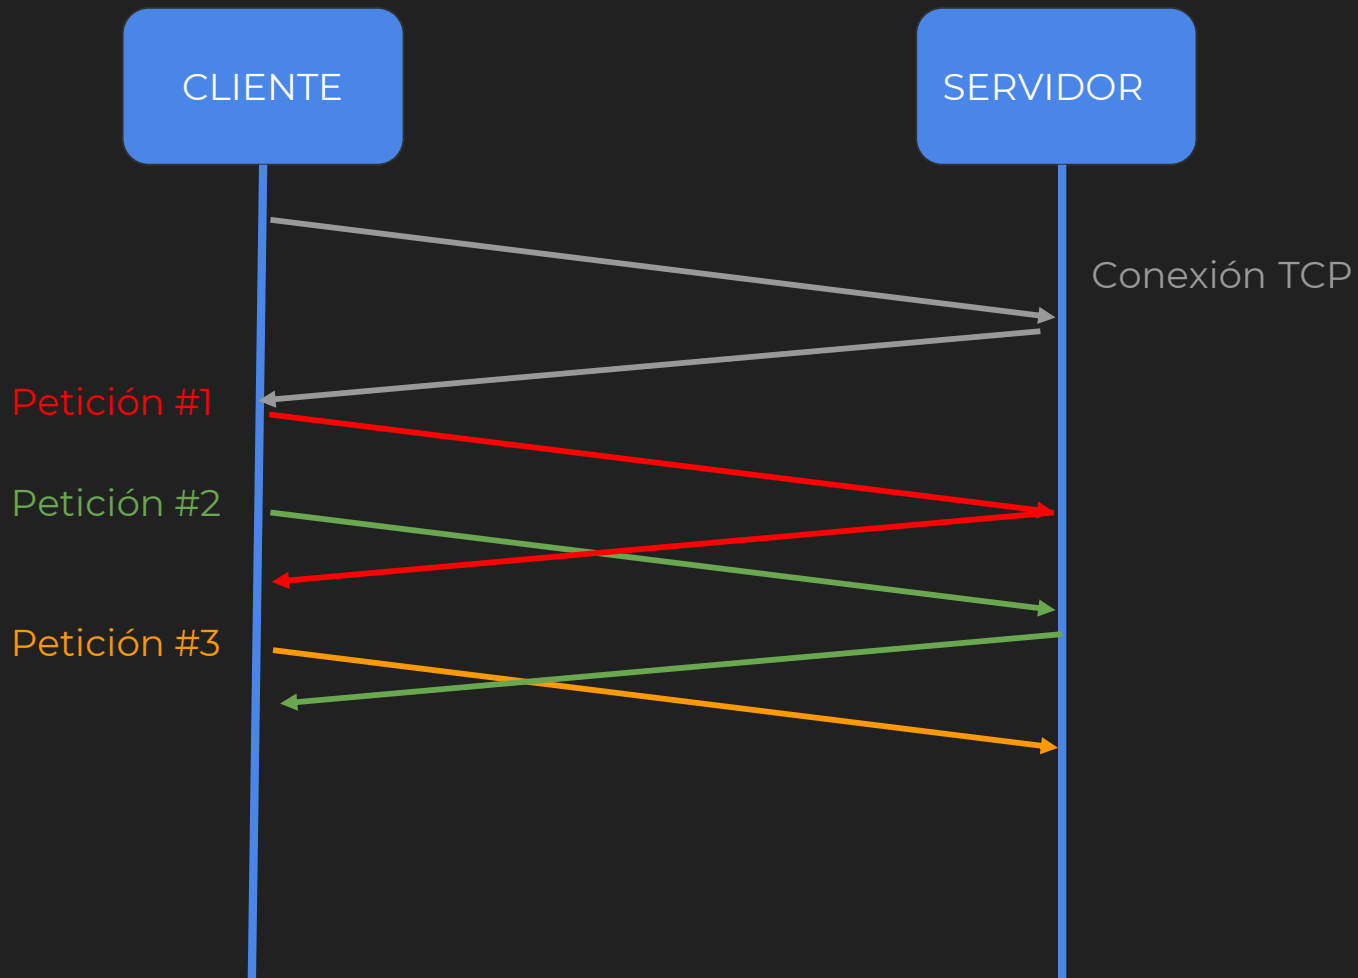 CLIENTE
SERVIDOR
Conexión TCP
Petición #1
Petición #2
Petición #3